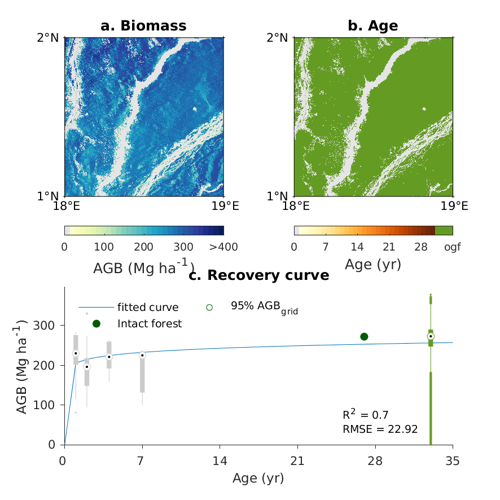 a. Biomass
b. Age
2°N
2°N
1°N
1°N
18°E
19°E
18°E
19°E
0 100 200 300 >400
0 7 14 21 28 ogf
AGB (Mg ha-1)
Age (yr)
c. Recovery curve
fitted curve
95% AGBgrid
Intact forest
300
200
100
0
AGB (Mg ha-1)
R2 = 0.7
RMSE = 22.92
0 7 14 21 28 35
Age (yr)